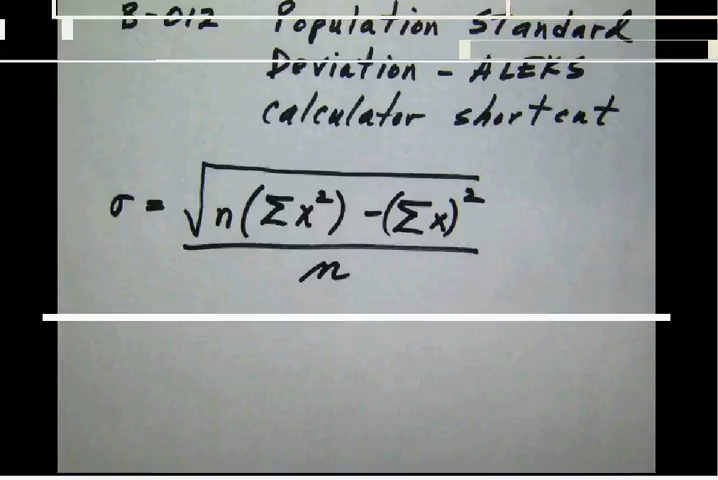 B-012 Population Standard
Deviation - ALEKS
calculator shortcut
σ = √(n(Σx²) - (Σx)²) / n